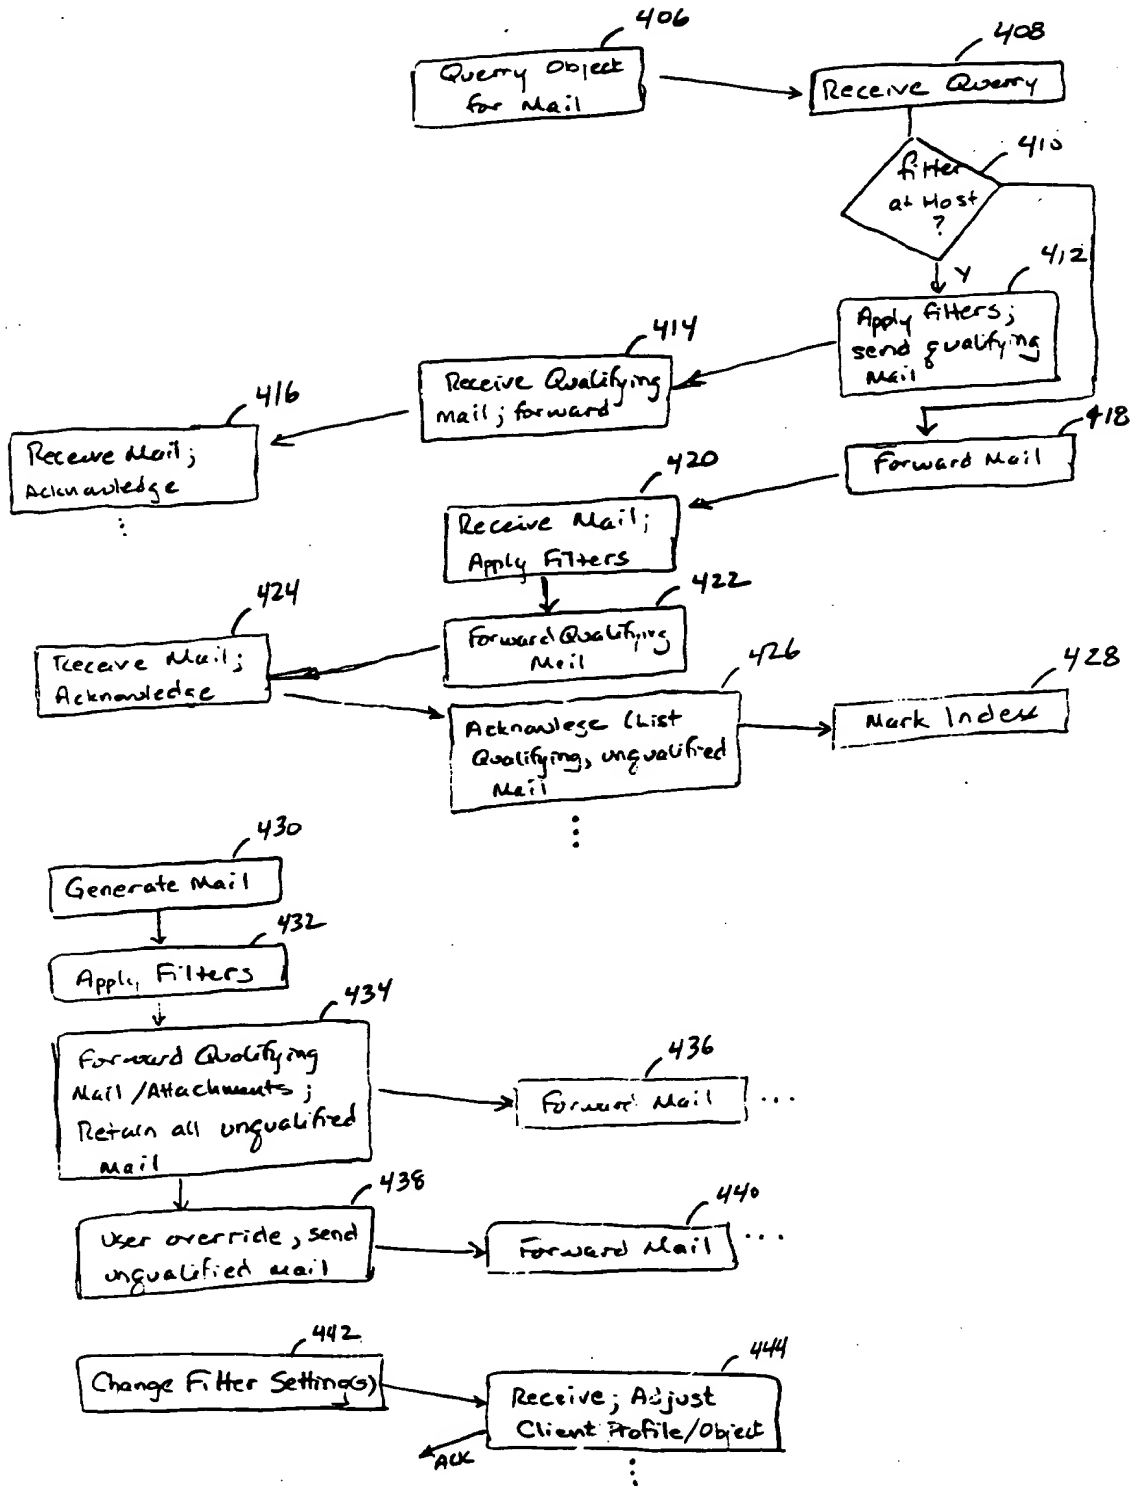 406
Querry Object
for Mail
408
Receive Querry
410
filter
at Host
?
Y
412
Apply filters;
send qualifying
Mail
414
Receive Qualifying
Mail; forward
416
Receive Mail;
Acknowledge
418
Forward Mail
420
Receive Mail;
Apply Filters
422
Forward Qualifying
Mail
424
Receive Mail;
Acknowledge
426
Acknowlege (List
Qualifying, unqualified
Mail
428
Mark Index
430
Generate Mail
432
Apply Filters
434
Forward Qualifying
Mail/Attachments;
Retain all unqualified
Mail
436
Forward Mail ...
438
User override, send
unqualified Mail
440
Forward Mail ...
442
Change Filter Setting(s)
444
Receive; Adjust
Client Profile/Object
ACK